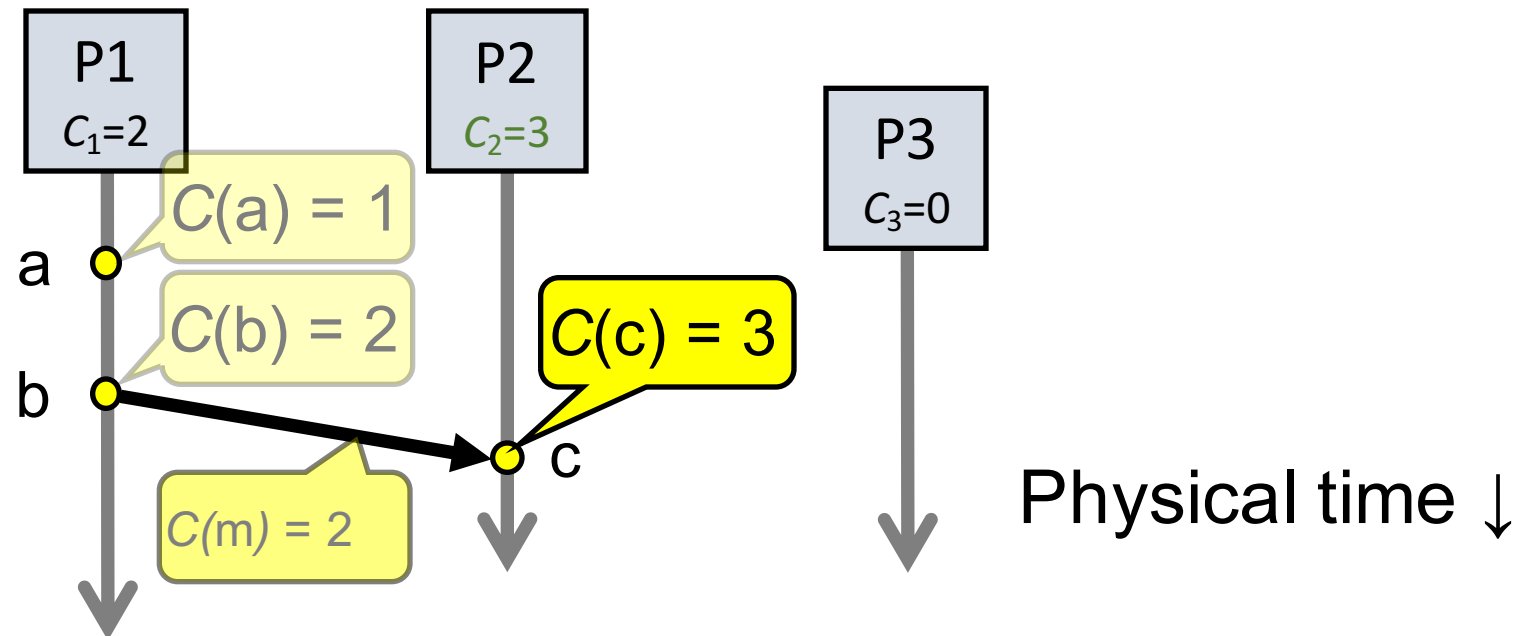 P1
C₁=2
P2
C₂=3
P3
C₃=0
C(a) = 1
a
C(b) = 2
b
C(c) = 3
c
C(m) = 2
Physical time ↓